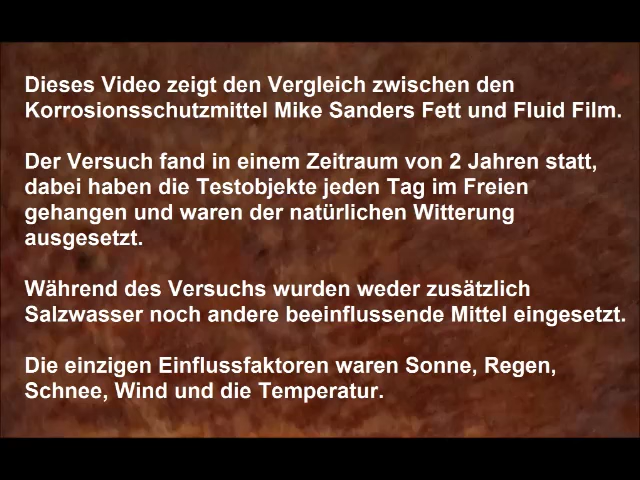 Dieses Video zeigt den Vergleich zwischen den
Korrosionsschutzmittel Mike Sanders Fett und Fluid Film.
Der Versuch fand in einem Zeitraum von 2 Jahren statt,
dabei haben die Testobjekte jeden Tag im Freien
gehangen und waren der natürlichen Witterung
ausgesetzt.
Während des Versuchs wurden weder zusätzlich
Salzwasser noch andere beeinflussende Mittel eingesetzt.
Die einzigen Einflussfaktoren waren Sonne, Regen,
Schnee, Wind und die Temperatur.